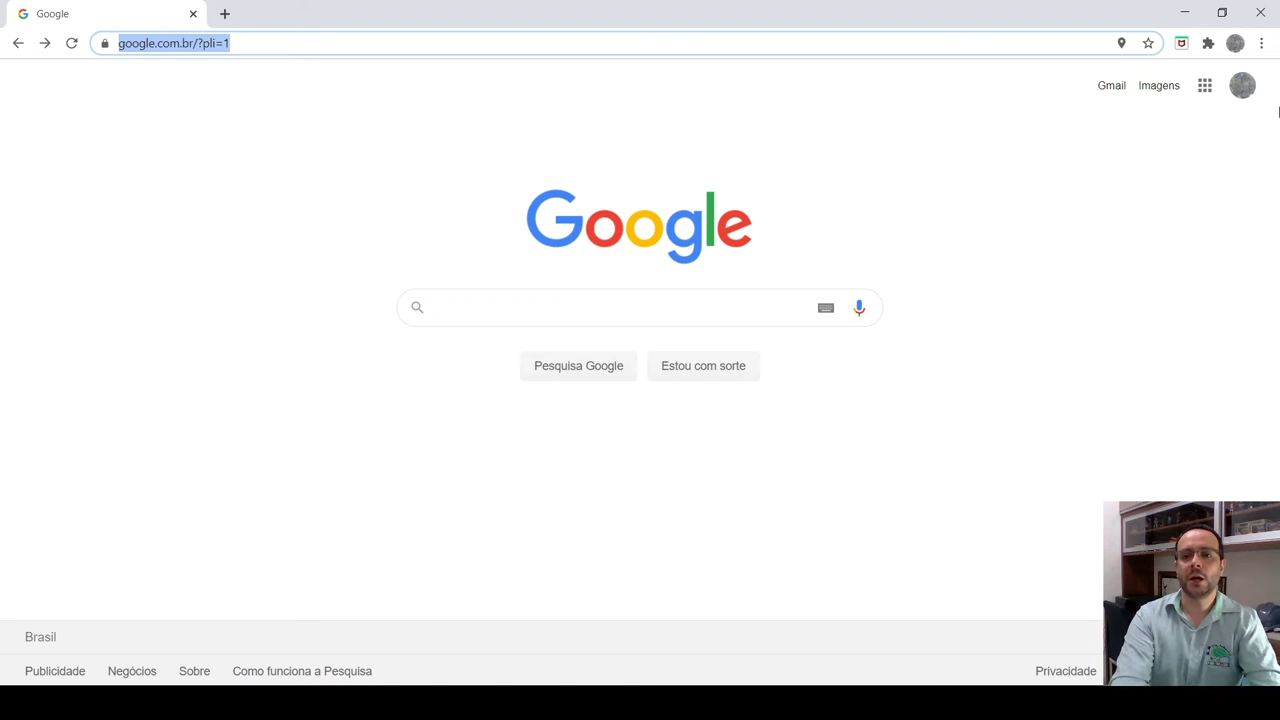 Google
google.com.br/?pli=1
Gmail Imagens
Google
Pesquisa Google Estou com sorte
Brasil
Publicidade Negócios Sobre Como funciona a Pesquisa Privacidade